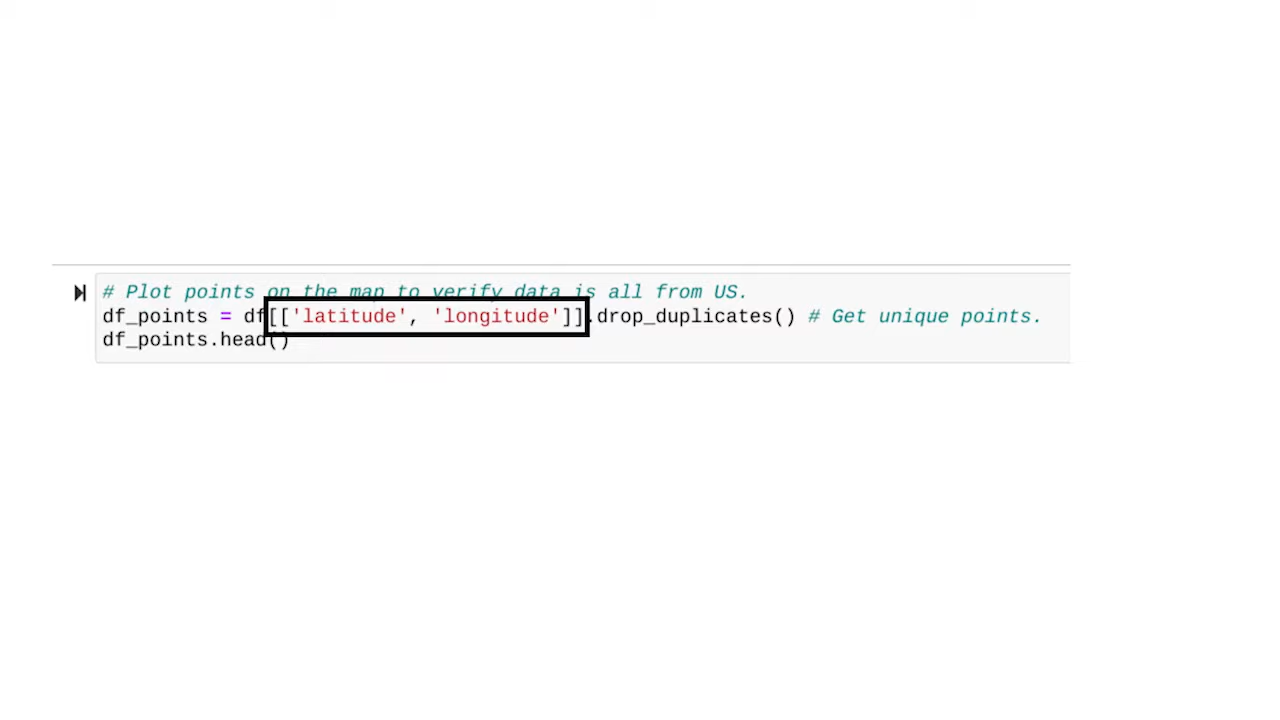 # Plot points on the map to verify data is all from US.
df_points = df[['latitude', 'longitude']].drop_duplicates() # Get unique points.
df_points.head()